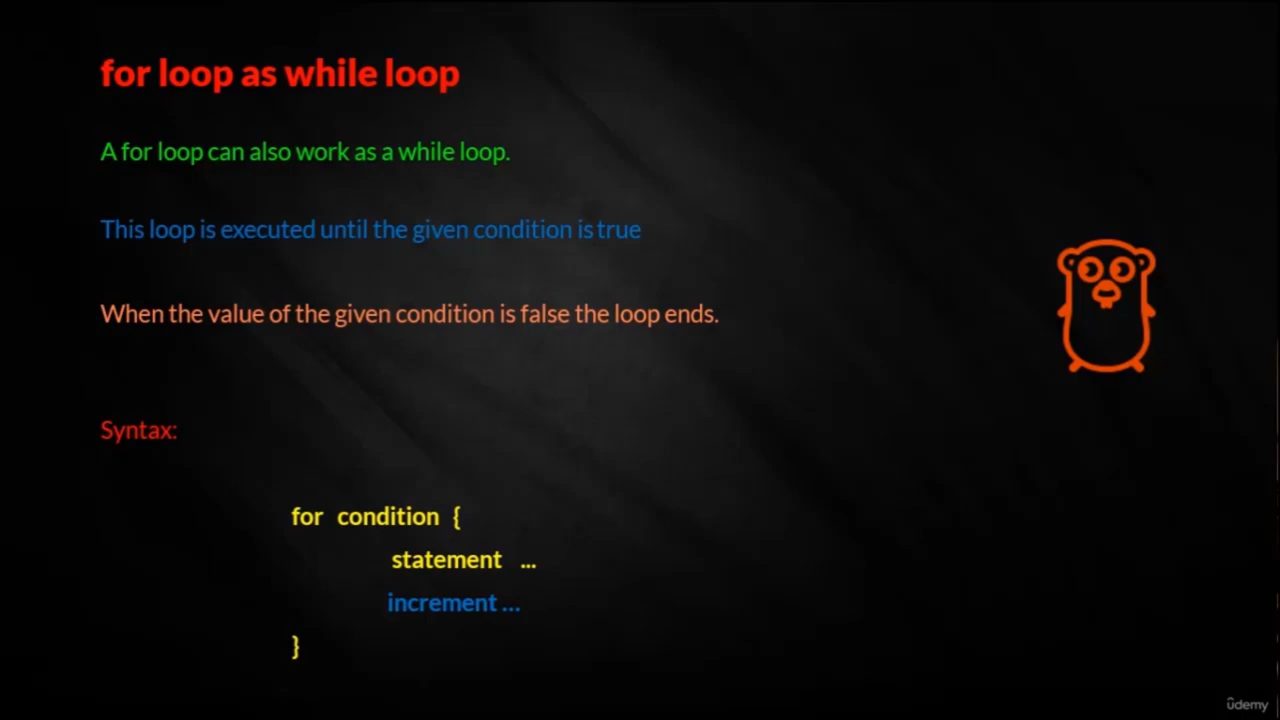 for loop as while loop
A for loop can also work as a while loop.
This loop is executed until the given condition is true
When the value of the given condition is false the loop ends.
Syntax:
for condition {
statement ...
increment ...
}
ûdemy